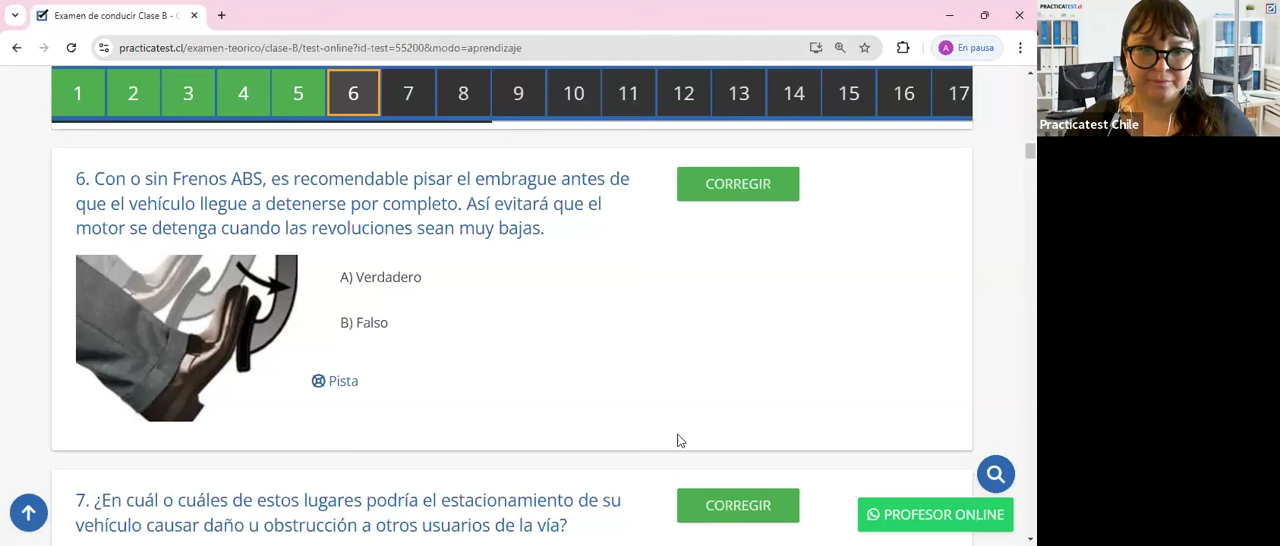 Examen de conducir Clase B - C
practicatest.cl/examen-teorico/clase-B/test-online?id-test=55200&modo=aprendizaje
A En pausa
1 2 3 4 5 6 7 8 9 10 11 12 13 14 15 16 17
6. Con o sin Frenos ABS, es recomendable pisar el embrague antes de
que el vehículo llegue a detenerse por completo. Así evitará que el
motor se detenga cuando las revoluciones sean muy bajas.
CORREGIR
A) Verdadero
B) Falso
Pista
7. ¿En cuál o cuáles de estos lugares podría el estacionamiento de su
vehículo causar daño u obstrucción a otros usuarios de la vía?
CORREGIR
PROFESOR ONLINE
PRACTICATEST.cl
Practicatest Chile